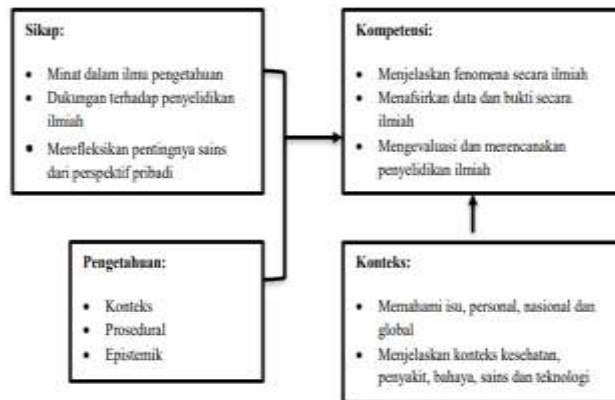 Sikap:
• Minat dalam ilmu pengetahuan
• Dukungan terhadap penyelidikan
ilmiah
• Merefleksikan pentingnya sains
dari perspektif pribadi
Kompetensi:
• Menjelaskan fenomena secara ilmiah
• Menafsirkan data dan bukti secara
ilmiah
• Mengevaluasi dan merencanakan
penyelidikan ilmiah
Pengetahuan:
• Konteks
• Prosedural
• Epistemik
Konteks:
• Memahami isu, personal, nasional dan
global
• Menjelaskan konteks kesehatan,
penyakit, bahaya, sains dan teknologi